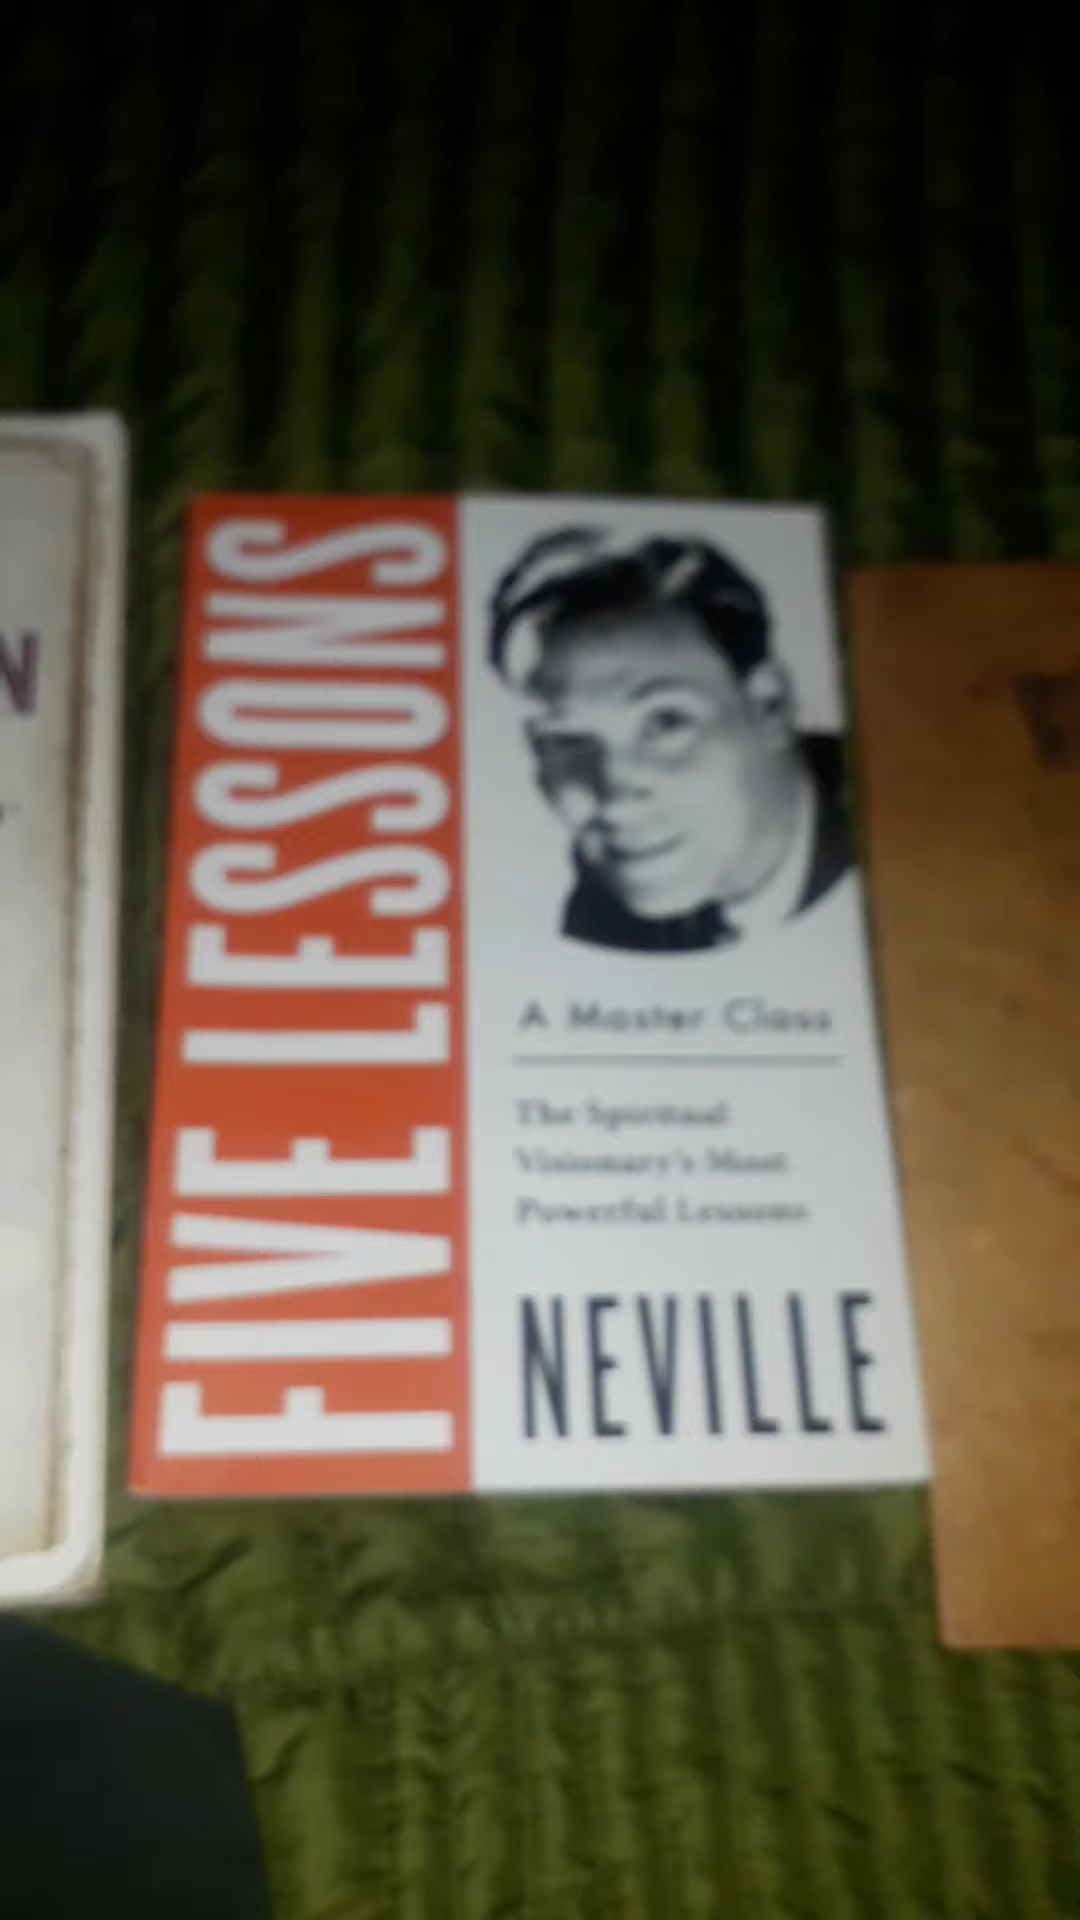 FIVE LESSONS
A Master Class
The Spiritual
Visionary's Most
Powerful Lessons
NEVILLE
N